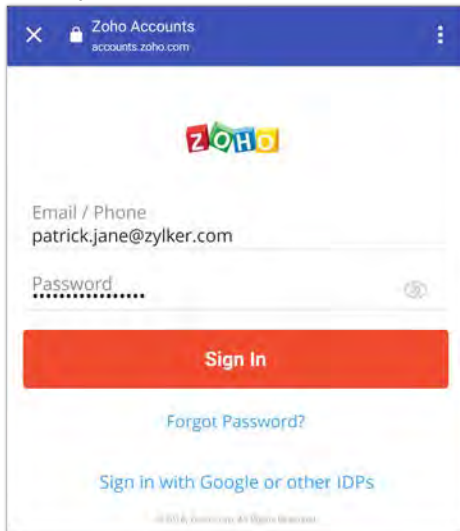 Zoho Accounts
accounts.zoho.com
ZOHO
Email / Phone
patrick.jane@zylker.com
Password
•••••••••••••••••
Sign In
Forgot Password?
Sign in with Google or other IDPs